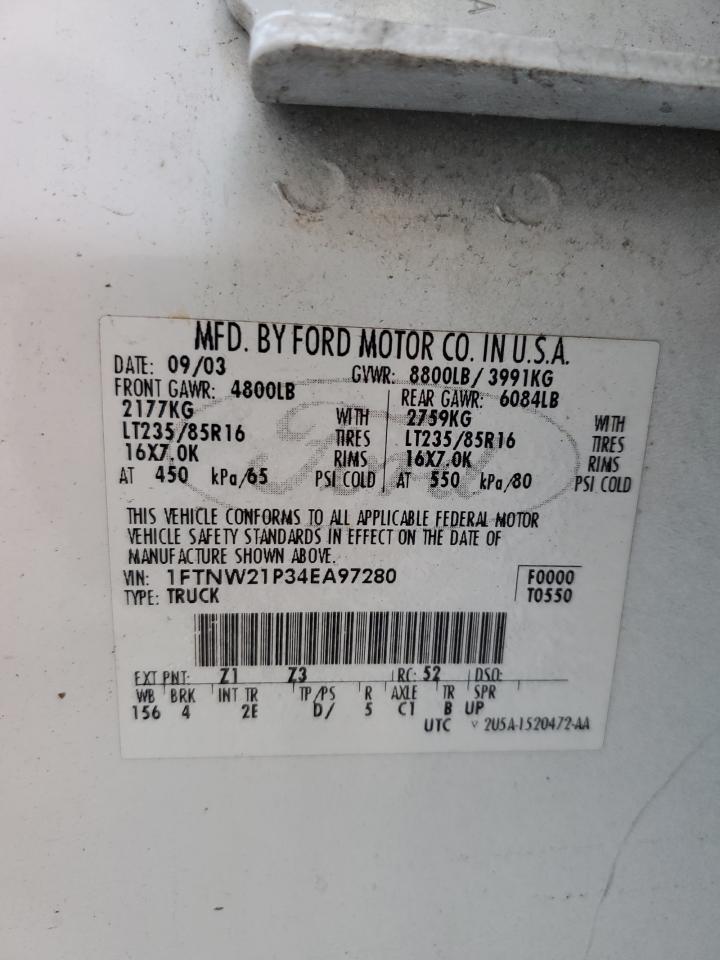 MFD. BY FORD MOTOR CO. IN U.S.A.
DATE: 09/03 GVWR: 8800LB/ 3991KG
FRONT GAWR: 4800LB REAR GAWR: 6084LB
2177KG WITH 2759KG WITH
LT235/85R16 TIRES LT235/85R16 TIRES
16X7.0K RIMS 16X7.0K RIMS
AT 450 kPa/65 PSI COLD AT 550 kPa/80 PSI COLD
Ford
THIS VEHICLE CONFORMS TO ALL APPLICABLE FEDERAL MOTOR
VEHICLE SAFETY STANDARDS IN EFFECT ON THE DATE OF
MANUFACTURE SHOWN ABOVE.
VIN: 1FTNW21P34EA97280 F0000
TYPE: TRUCK T0550
EXT PNT: Z1 Z3 RC: 52 DSO:
WB BRK INT TR TP/PS R AXLE TR SPR
156 4 2E D/ 5 C1 B UP
UTC V 2U5A-1520472-AA